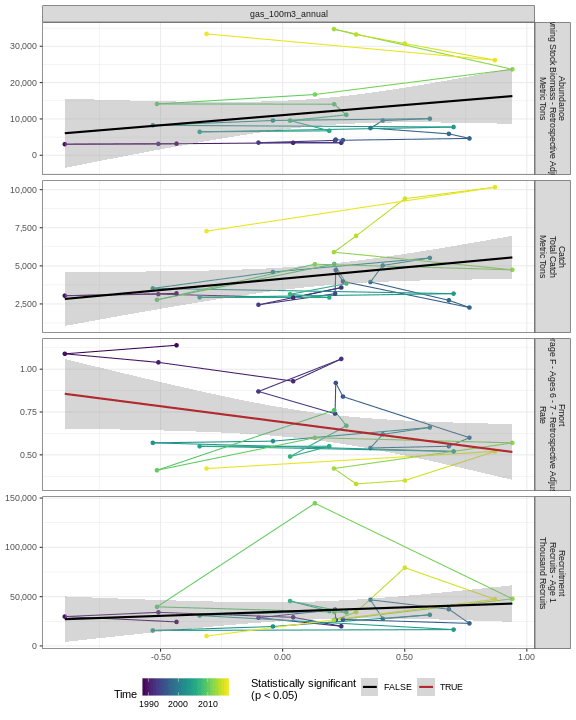 gas_100m3_annual
30,000
20,000
10,000
0
Abundance
Stock Biomass - Retrospective Adj
Metric Tons
10,000
7,500
5,000
2,500
Catch
Total Catch
Metric Tons
1.00
0.75
0.50
Fmort
F - Ages 6 - 7 - Retrospective
Rate
150,000
100,000
50,000
0
Recruitment
Recruits - Age 1
Thousand Recruits
-0.50
0.00
0.50
1.00
Time
1990 2000 2010
Statistically significant
(p < 0.05)
FALSE
TRUE